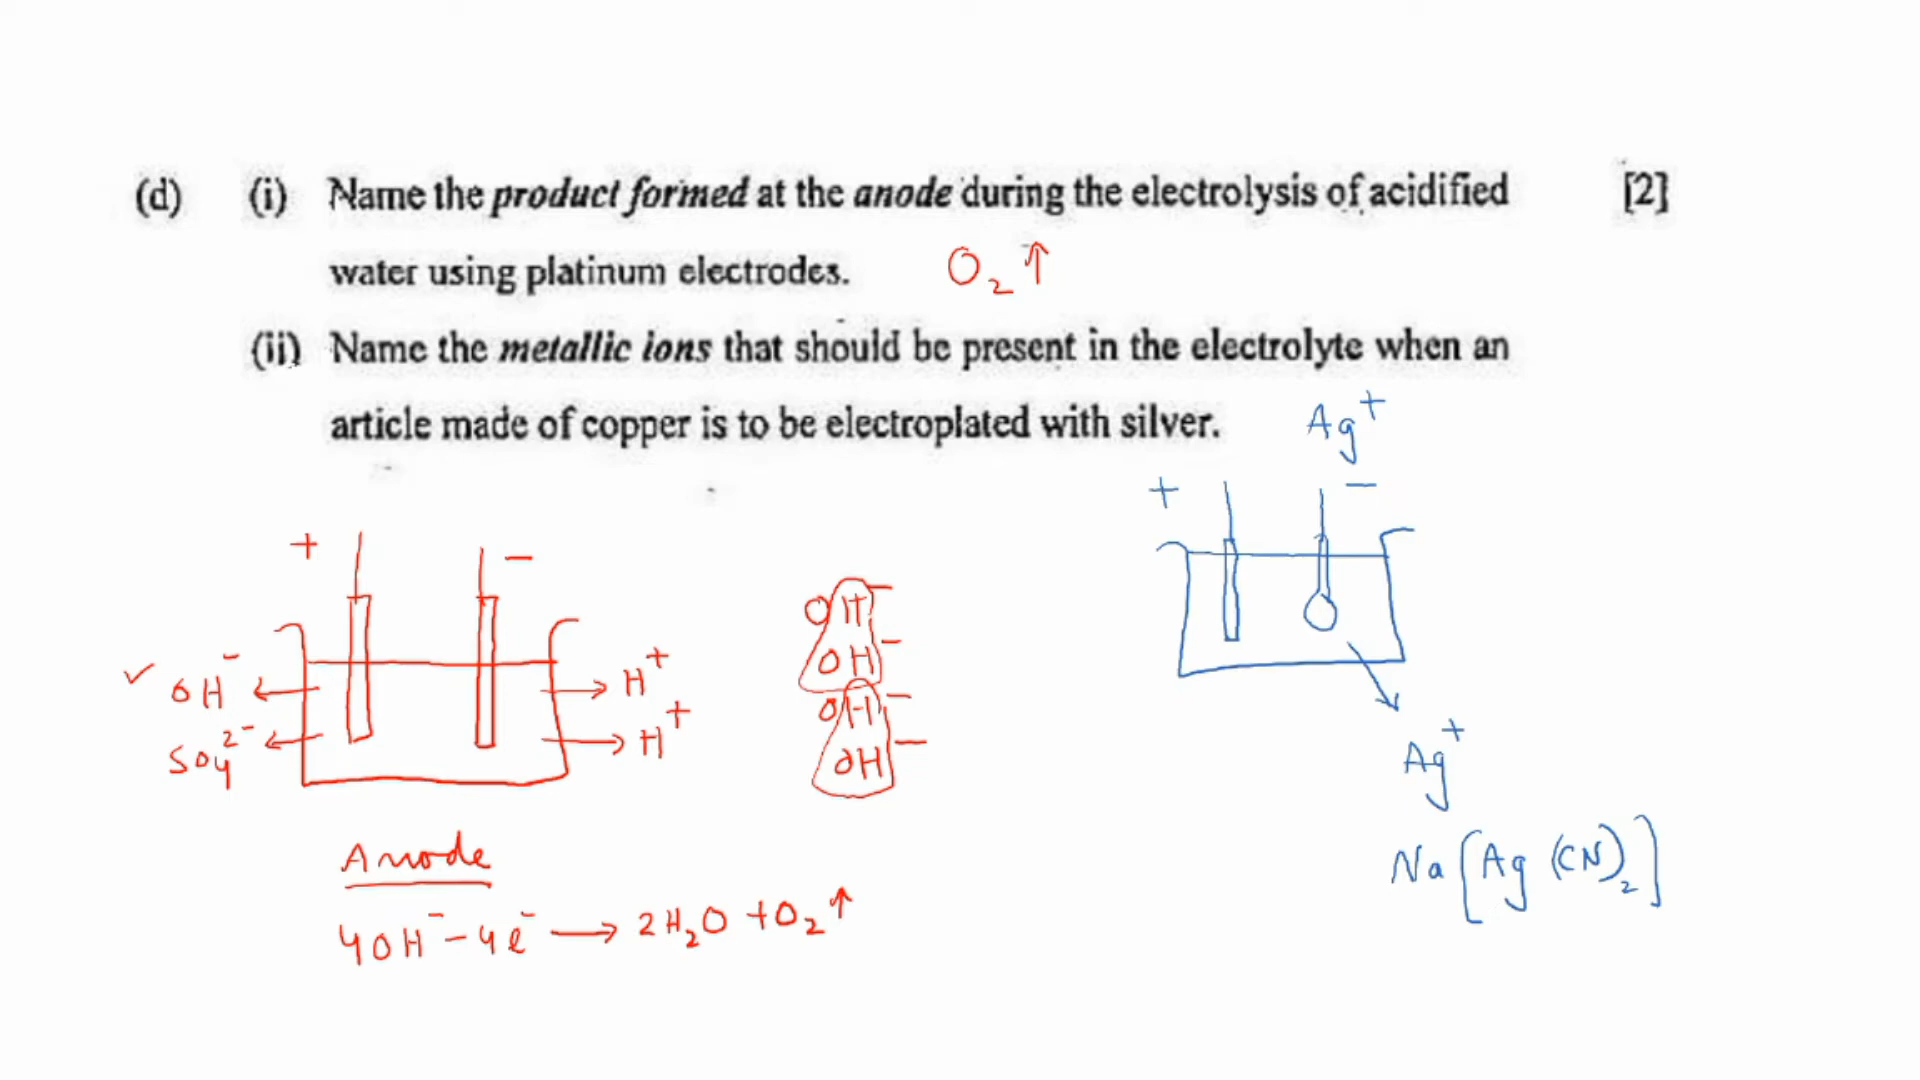 (d) (i) Name the product formed at the anode during the electrolysis of acidified [2]
water using platinum electrodes. O₂ ↑
(ii) Name the metallic ions that should be present in the electrolyte when an
article made of copper is to be electroplated with silver. Ag⁺
+ −
+ −
✓ OH⁻ H⁺
SO₄²⁻ H⁺
OH⁻
OH⁻
OH⁻
OH⁻
Ag⁺
Na[Ag(CN)₂]
Anode
4OH⁻ − 4e⁻ → 2H₂O + O₂ ↑